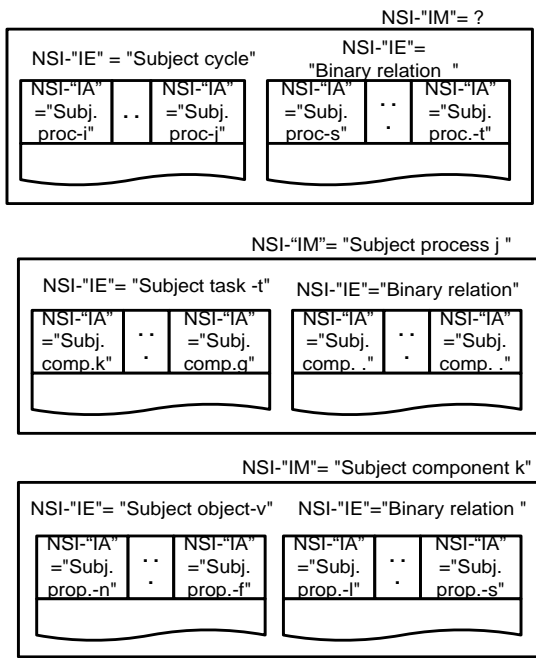 NSI-"IM"= ?
NSI-"IE" = "Subject cycle"
NSI-"IE"=
"Binary relation "
NSI-“IA” NSI-“IA” NSI-“IA” NSI-“IA”
="Subj. . . ="Subj. ="Subj. . . ="Subj.
proc-i" proc-j" proc-s" . proc.-t"
NSI-“IM”= "Subject process j "
NSI-"IE"= "Subject task -t" NSI-"IE"="Binary relation"
NSI-“IA” NSI-“IA” NSI-“IA” NSI-“IA”
="Subj. . . ="Subj. ="Subj. . . ="Subj.
comp.k" . comp.g" comp. ." . comp. ."
NSI-"IM"= "Subject component k"
NSI-"IE"= "Subject object-v" NSI-"IE"="Binary relation "
NSI-“IA” NSI-“IA” NSI-“IA” NSI-“IA”
="Subj. . . ="Subj. ="Subj. . . ="Subj.
prop.-n" . prop.-f" prop.-l" . prop.-s"